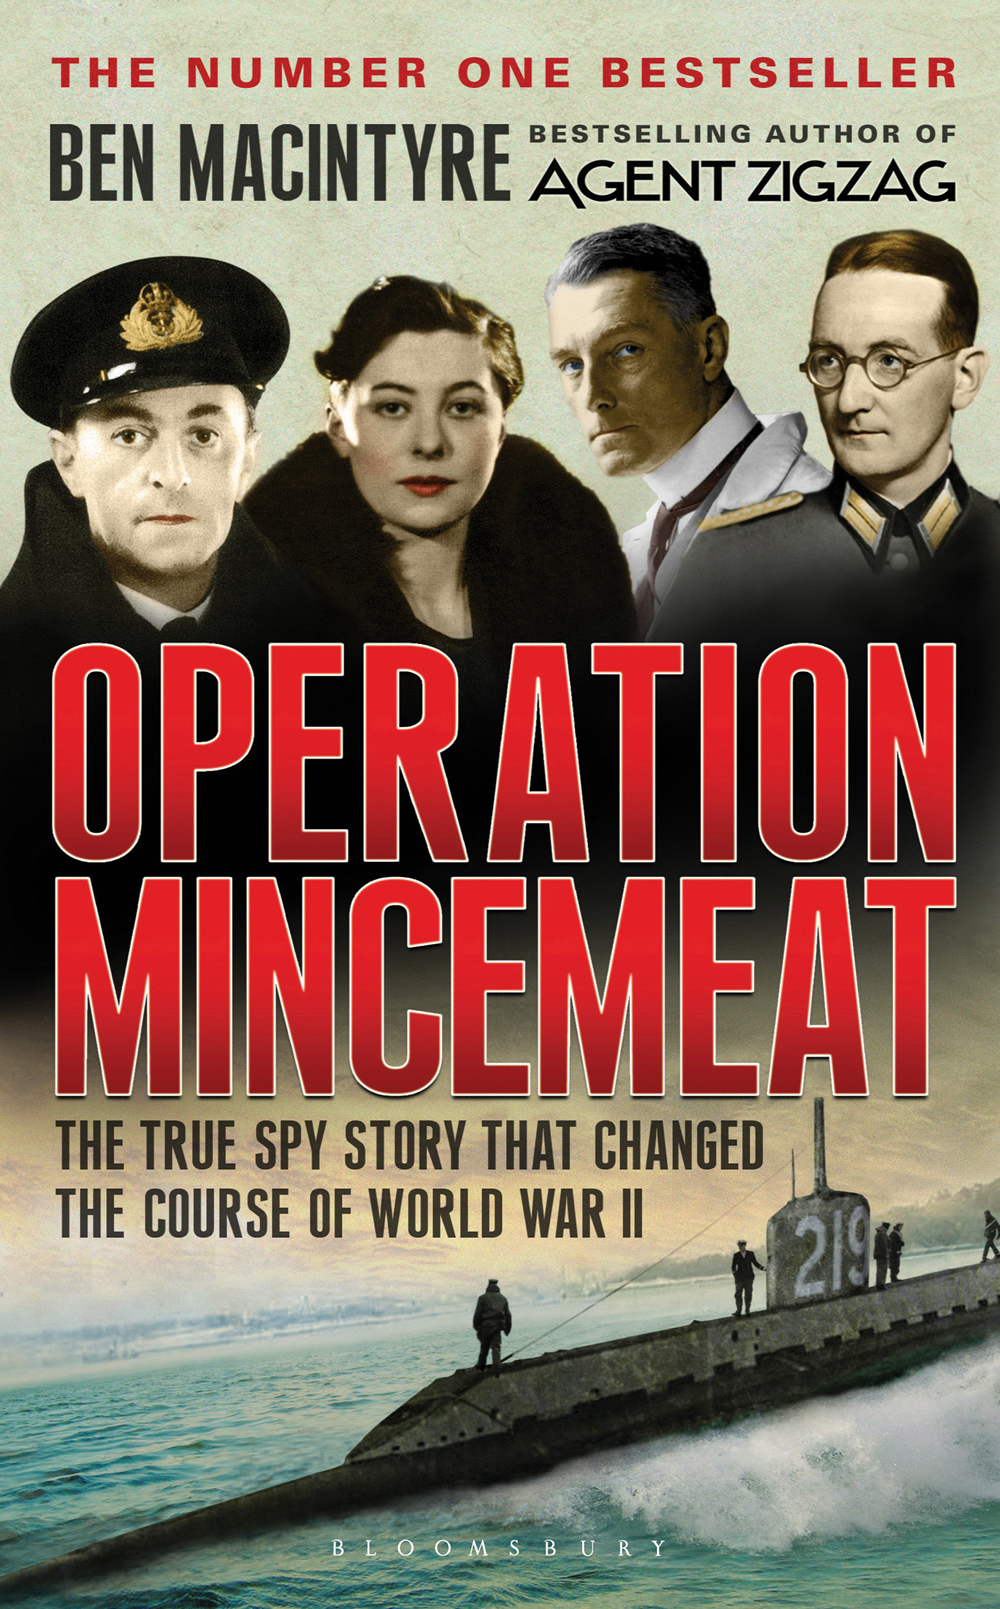 THE NUMBER ONE BESTSELLER
BEN MACINTYRE
BESTSELLING AUTHOR OF
AGENT ZIGZAG
OPERATION
MINCEMEAT
THE TRUE SPY STORY THAT CHANGED
THE COURSE OF WORLD WAR II
219
BLOOMSBURY